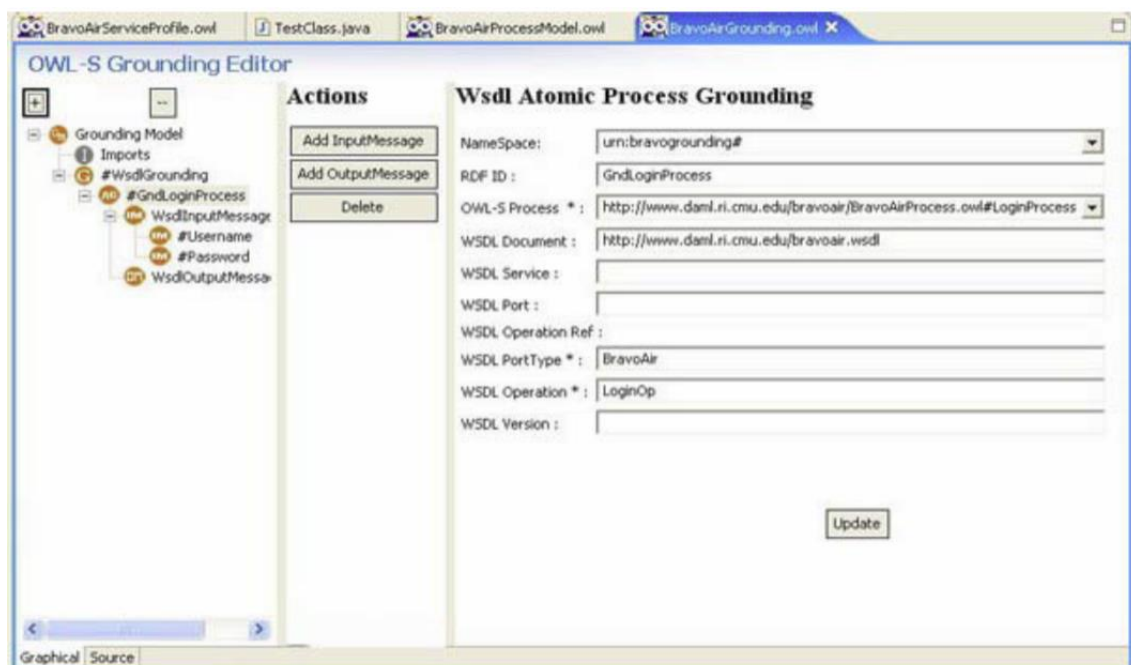 BravoAirServiceProfile.owl TestClass.java BravoAirProcessModel.owl BravoAirGrounding.owl
OWL-S Grounding Editor
+ --
Grounding Model
Imports
#WsdlGrounding
#GndLoginProcess
WsdlInputMessage
#Username
#Password
WsdlOutputMessa
Actions
Add InputMessage
Add OutputMessage
Delete
Wsdl Atomic Process Grounding
NameSpace: urn:bravogrounding#
RDF ID : GndLoginProcess
OWL-S Process * : http://www.daml.ri.cmu.edu/bravoair/BravoAirProcess.owl#LoginProcess
WSDL Document : http://www.daml.ri.cmu.edu/bravoair.wsdl
WSDL Service :
WSDL Port :
WSDL Operation Ref :
WSDL PortType * : BravoAir
WSDL Operation * : LoginOp
WSDL Version :
Update
Graphical Source